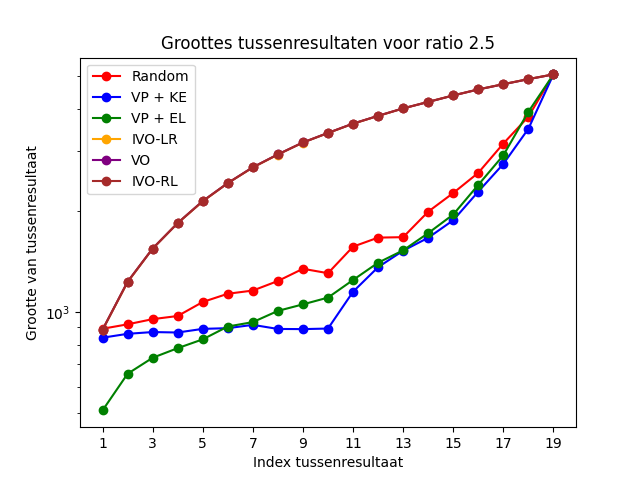 Groottes tussenresultaten voor ratio 2.5
Random
VP + KE
VP + EL
IVO-LR
VO
IVO-RL
Grootte van tussenresultaat
10³
1 3 5 7 9 11 13 15 17 19
Index tussenresultaat